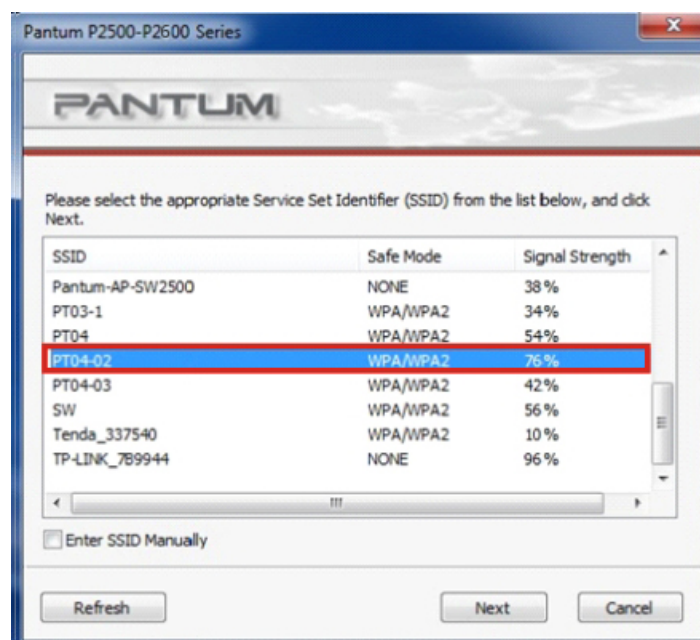 Pantum P2500-P2600 Series
PANTUM
Please select the appropriate Service Set Identifier (SSID) from the list below, and click
Next.
SSID Safe Mode Signal Strength
Pantum-AP-SW2500 NONE 38%
PT03-1 WPA/WPA2 34%
PT04 WPA/WPA2 54%
PT04-02 WPA/WPA2 76%
PT04-03 WPA/WPA2 42%
SW WPA/WPA2 56%
Tenda_337540 WPA/WPA2 10%
TP-LINK_7B9944 NONE 96%
Enter SSID Manually
Refresh Next Cancel